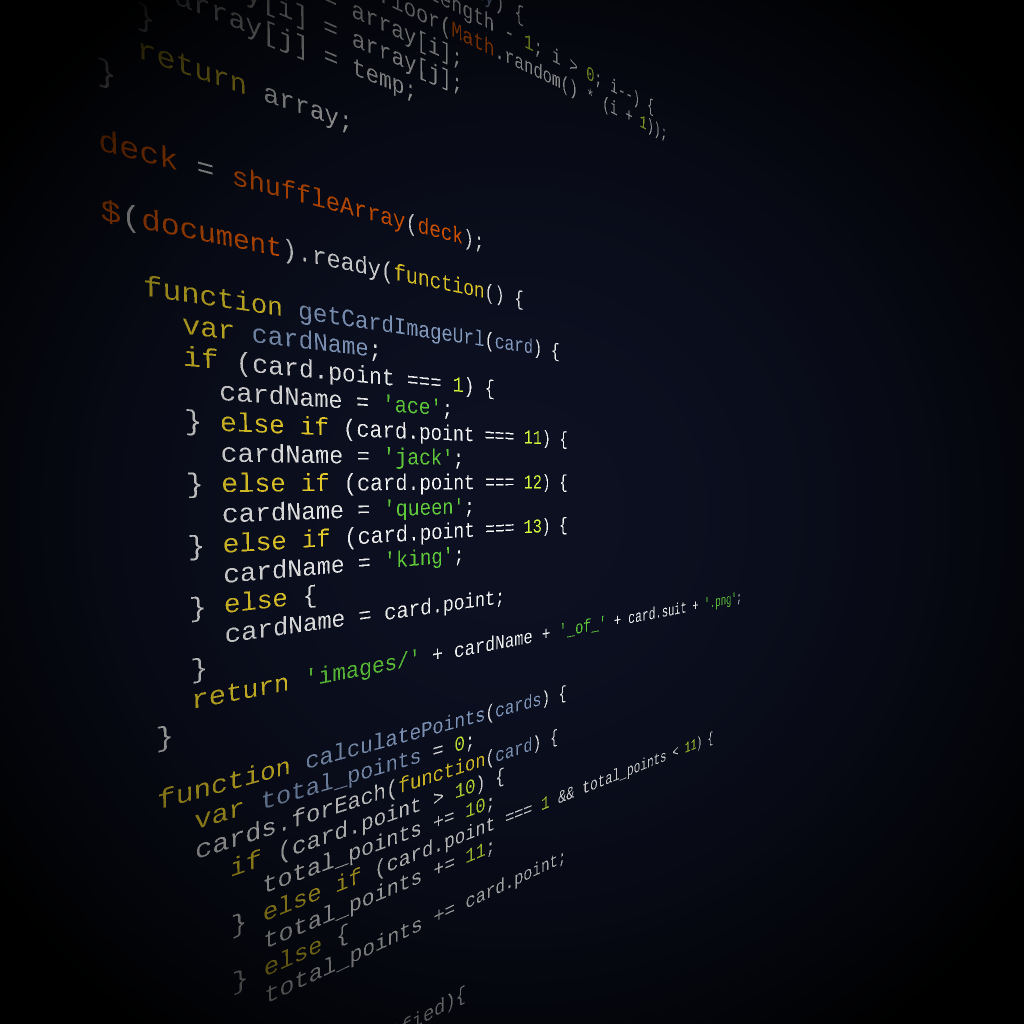 y) {
ength - 1; i > 0; i--) {
loor(Math.random() * (i + 1));
[i];
y[i] = array[i];
array[j] = array[j];
= temp;
}
return array;
}
deck = shuffleArray(deck);
$(document).ready(function() {
function getCardImageUrl(card) {
var cardName;
if (card.point === 1) {
cardName = 'ace';
} else if (card.point === 11) {
cardName = 'jack';
} else if (card.point === 12) {
cardName = 'queen';
} else if (card.point === 13) {
cardName = 'king';
} else {
cardName = card.point;
}
return 'images/' + cardName + '_of_' + card.suit + '.png';
}
function calculatePoints(cards) {
var total_points = 0;
cards.forEach(function(card) {
if (card.point > 10) {
total_points += 10;
} else if (card.point === 1 && total_points < 11) {
total_points += 11;
} else {
total_points += card.point;
fied){